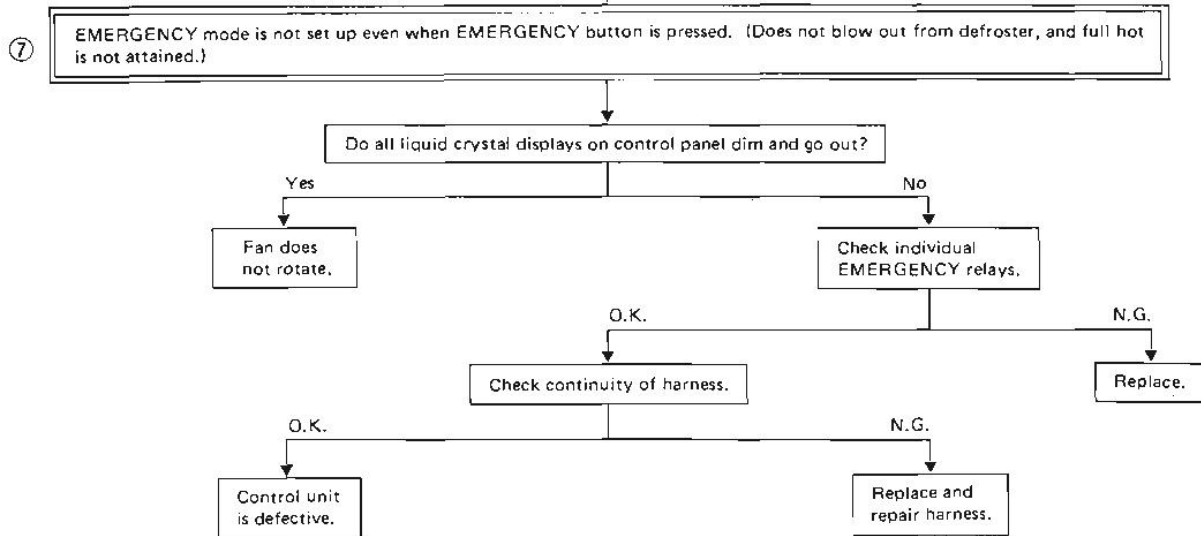 ⑦
EMERGENCY mode is not set up even when EMERGENCY button is pressed. (Does not blow out from defroster, and full hot
is not attained.)
Do all liquid crystal displays on control panel dim and go out?
Yes
No
Fan does
not rotate.
Check individual
EMERGENCY relays.
O.K.
N.G.
Check continuity of harness.
Replace.
O.K.
N.G.
Control unit
is defective.
Replace and
repair harness.